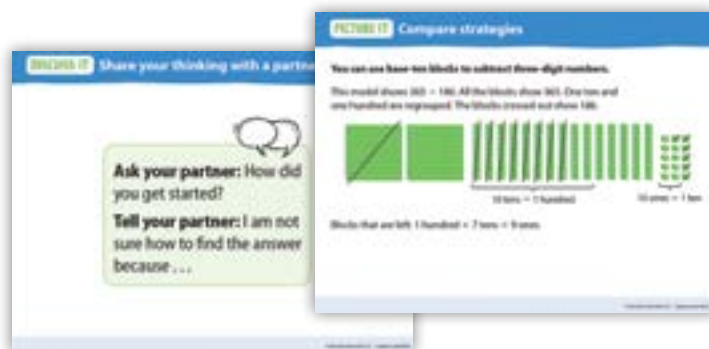 DISCUSS IT Share your thinking with a partne
Ask your partner: How did
you get started?
Tell your partner: I am not
sure how to find the answer
because . . .
PICTURE IT Compare strategies
You can use base-ten blocks to subtract three-digit numbers.
This model shows 365 − 186. All the blocks show 365. One ten and
one hundred are regrouped. The blocks crossed out show 186.
10 tens = 1 hundred
10 ones = 1 ten
Blocks that are left: 1 hundred + 7 tens + 9 ones